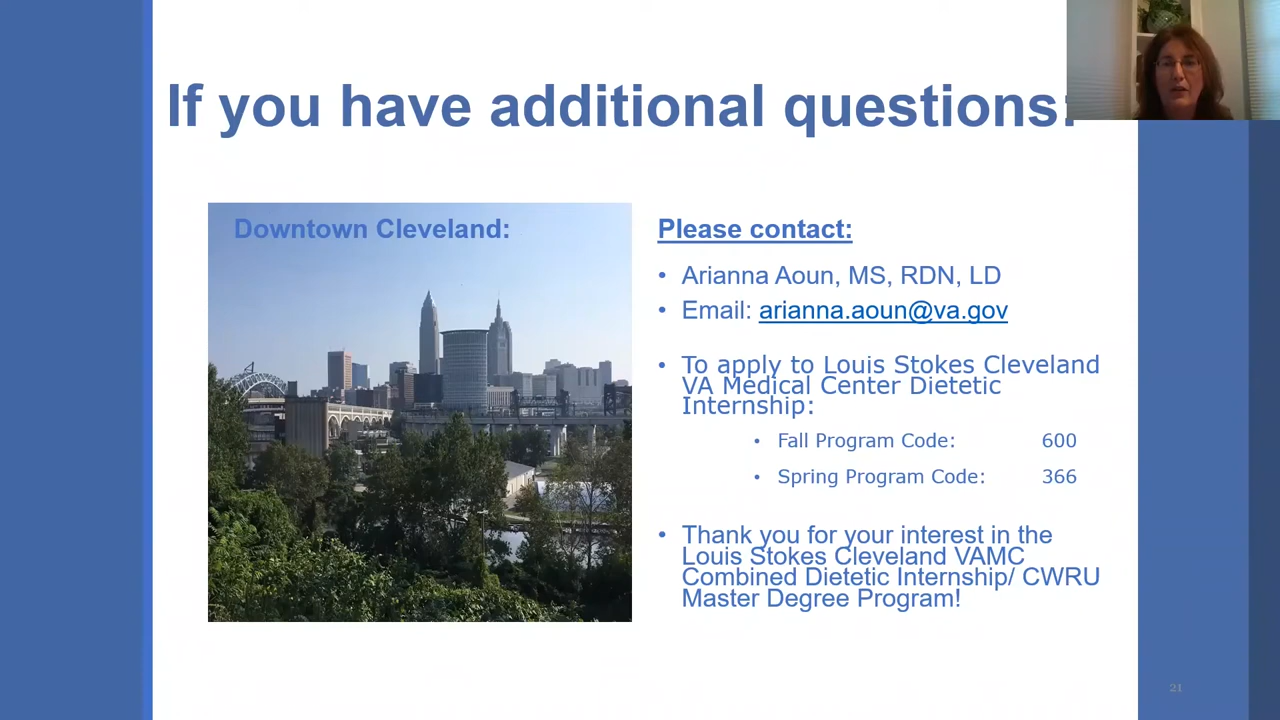 If you have additional questions:
Downtown Cleveland:
Please contact:
• Arianna Aoun, MS, RDN, LD
• Email: arianna.aoun@va.gov
• To apply to Louis Stokes Cleveland
VA Medical Center Dietetic
Internship:
• Fall Program Code: 600
• Spring Program Code: 366
• Thank you for your interest in the
Louis Stokes Cleveland VAMC
Combined Dietetic Internship/ CWRU
Master Degree Program!
21